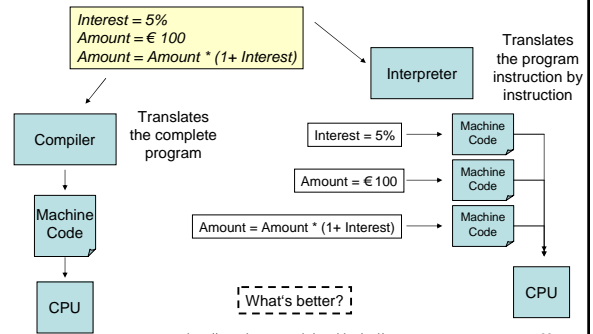 Interest = 5%
Amount = € 100
Amount = Amount * (1+ Interest)
Translates
the program
instruction by
instruction
Interpreter
Compiler
Translates
the complete
program
Interest = 5%
Machine
Code
Amount = € 100
Machine
Code
Amount = Amount * (1+ Interest)
Machine
Code
Machine
Code
CPU
CPU
What's better?